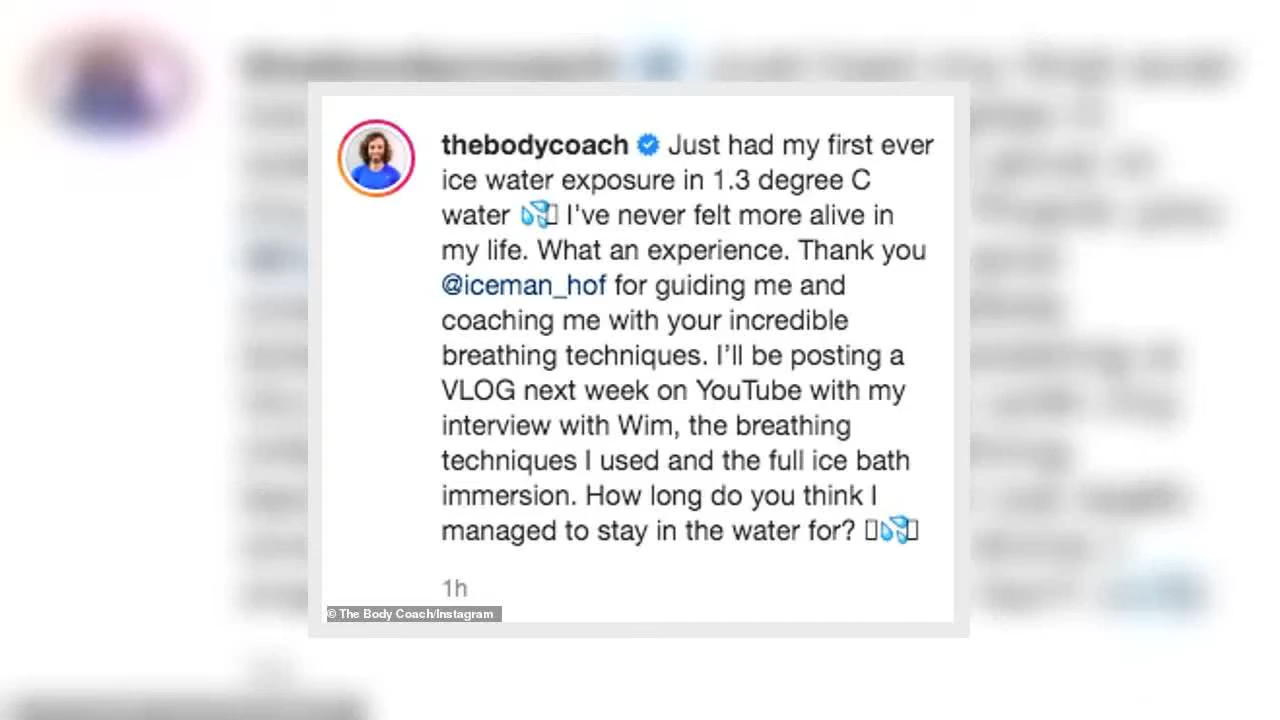 thebodycoach Just had my first ever
ice water exposure in 1.3 degree C
water 💦▯ I've never felt more alive in
my life. What an experience. Thank you
@iceman_hof for guiding me and
coaching me with your incredible
breathing techniques. I'll be posting a
VLOG next week on YouTube with my
interview with Wim, the breathing
techniques I used and the full ice bath
immersion. How long do you think I
managed to stay in the water for? ▯💦▯
1h
© The Body Coach/Instagram